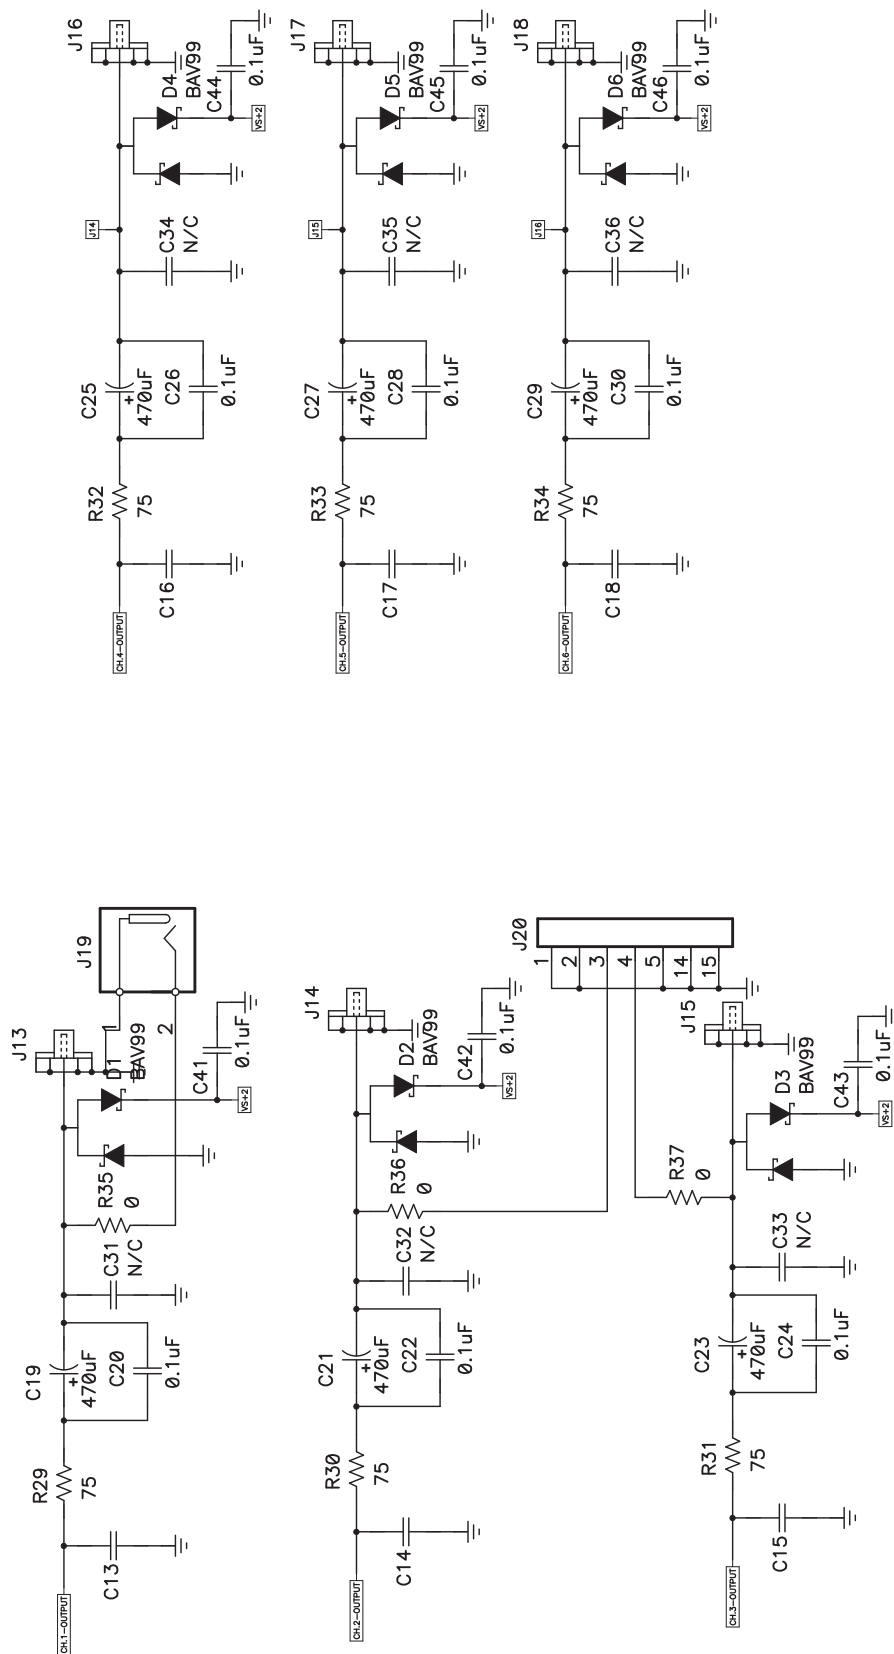 J16
D4
BAV99
C44
0.1uF
VS+2
J14
C34
N/C
C25
+
470uF
C26
0.1uF
R32
75
C16
CH.4-OUTPUT
J17
D5
BAV99
C45
0.1uF
VS+2
J15
C35
N/C
C27
+
470uF
C28
0.1uF
R33
75
C17
CH.5-OUTPUT
J18
D6
BAV99
C46
0.1uF
VS+2
J16
C36
N/C
C29
+
470uF
C30
0.1uF
R34
75
C18
CH.6-OUTPUT
J13
J19
1
2
D1
BAV99
C41
0.1uF
VS+2
R35
0
C31
N/C
C19
+
470uF
C20
0.1uF
R29
75
C13
CH.1-OUTPUT
J14
D2
BAV99
C42
0.1uF
VS+2
R36
0
C32
N/C
C21
+
470uF
C22
0.1uF
R30
75
C14
CH.2-OUTPUT
J20
1
2
3
4
5
14
15
J15
D3
BAV99
C43
0.1uF
VS+2
R37
0
C33
N/C
C23
+
470uF
C24
0.1uF
R31
75
C15
CH.3-OUTPUT